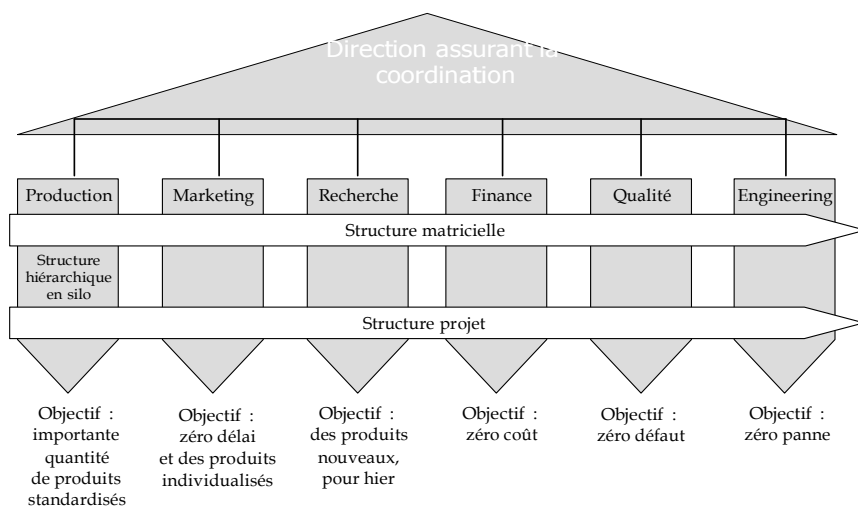 Direction assurant la
coordination
Production
Marketing
Recherche
Finance
Qualité
Engineering
Structure matricielle
Structure
hiérarchique
en silo
Structure projet
Objectif :
importante
quantité
de produits
standardisés
Objectif :
zéro délai
et des produits
individualisés
Objectif :
des produits
nouveaux,
pour hier
Objectif :
zéro coût
Objectif :
zéro défaut
Objectif :
zéro panne